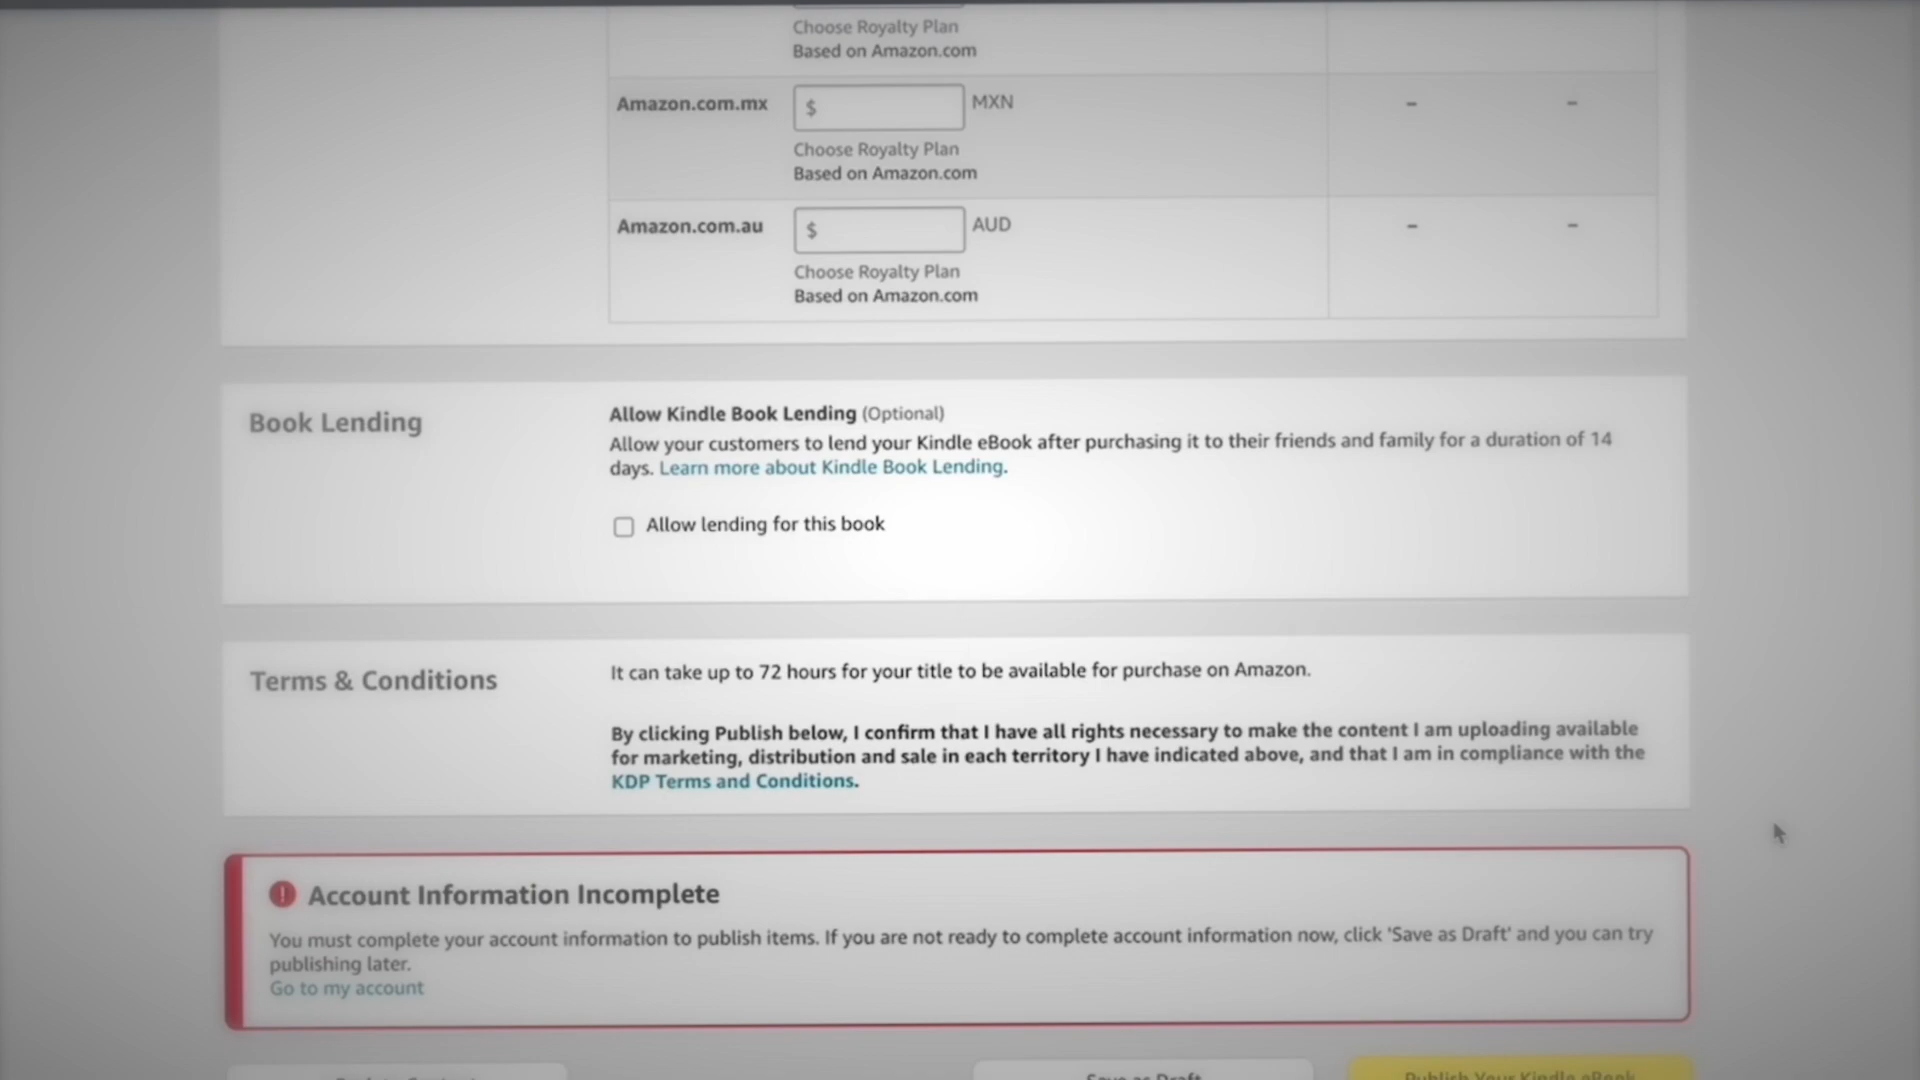 Choose Royalty Plan
Based on Amazon.com
Amazon.com.mx $ MXN - -
Choose Royalty Plan
Based on Amazon.com
Amazon.com.au $ AUD - -
Choose Royalty Plan
Based on Amazon.com
Book Lending
Allow Kindle Book Lending (Optional)
Allow your customers to lend your Kindle eBook after purchasing it to their friends and family for a duration of 14
days. Learn more about Kindle Book Lending.
Allow lending for this book
Terms & Conditions
It can take up to 72 hours for your title to be available for purchase on Amazon.
By clicking Publish below, I confirm that I have all rights necessary to make the content I am uploading available
for marketing, distribution and sale in each territory I have indicated above, and that I am in compliance with the
KDP Terms and Conditions.
Account Information Incomplete
You must complete your account information to publish items. If you are not ready to complete account information now, click 'Save as Draft' and you can try
publishing later.
Go to my account
Save as Draft
Publish Your Kindle eBook